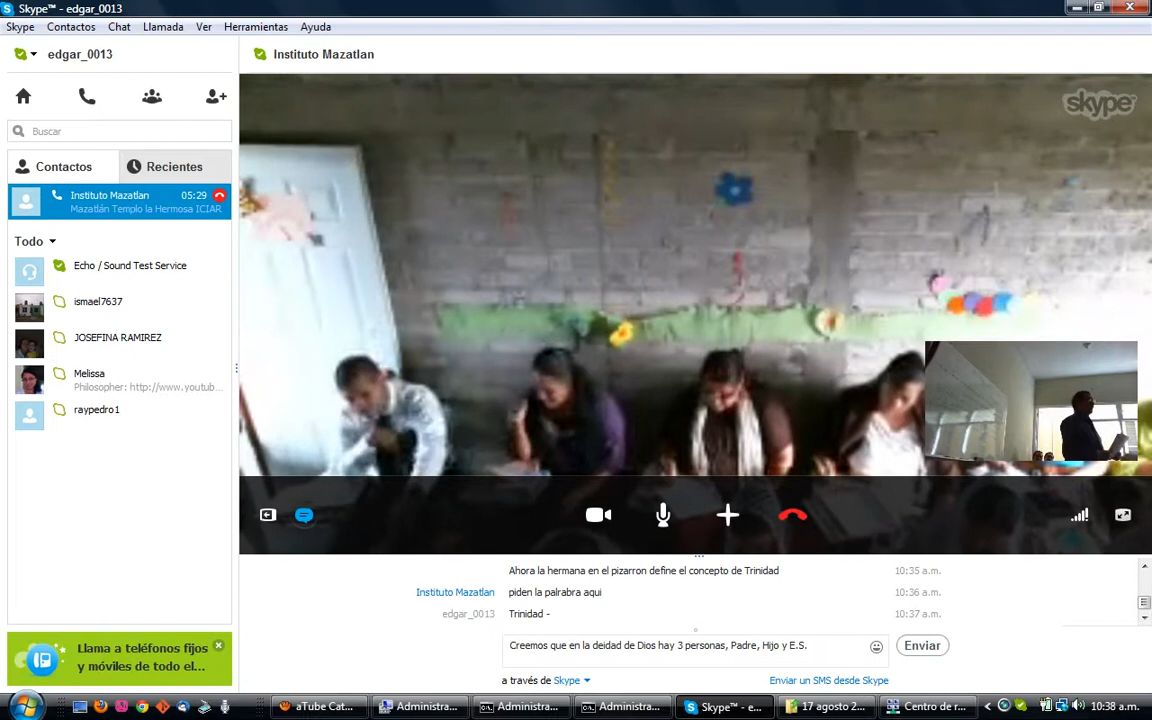 Skype™ - edgar_0013
Skype Contactos Chat Llamada Ver Herramientas Ayuda
edgar_0013
Instituto Mazatlan
skype
Buscar
Contactos
Recientes
Instituto Mazatlan 05:29
Mazatlán Templo la Hermosa ICIAR
Todo
Echo / Sound Test Service
ismael7637
JOSEFINA RAMIREZ
Melissa
Philosopher: http://www.youtub...
raypedro1
Ahora la hermana en el pizarron define el concepto de Trinidad 10:35 a.m.
Instituto Mazatlan piden la palrabra aqui 10:36 a.m.
edgar_0013 Trinidad - 10:37 a.m.
Creemos que en la deidad de Dios hay 3 personas, Padre, Hijo y E.S.
Enviar
a través de Skype
Enviar un SMS desde Skype
Llama a teléfonos fijos
y móviles de todo el...
aTube Cat...
Administra...
Administra...
Administra...
Skype™ - e...
17 agosto 2...
Centro de r...
10:38 a.m.